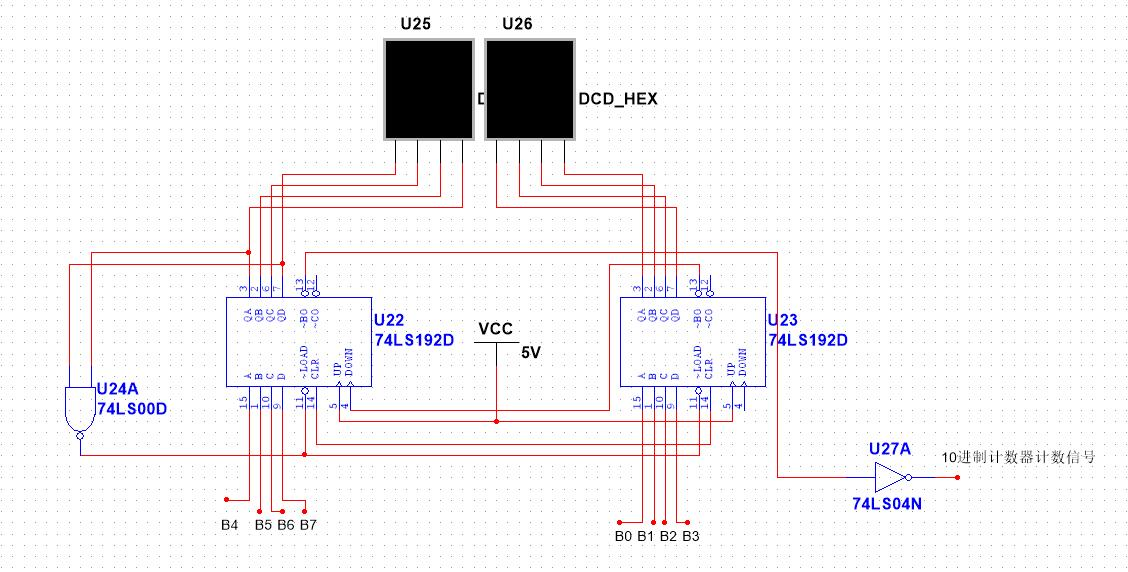 U25 U26
D DCD_HEX
3 2 6 7 13 12
QA QB QC QD ~BO ~CO
A B C D ~LOAD CLR UP DOWN
15 1 10 9 11 14 5 4
U22
74LS192D
VCC
5V
3 2 6 7 13 12
QA QB QC QD ~BO ~CO
A B C D ~LOAD CLR UP DOWN
15 1 10 9 11 14 5 4
U23
74LS192D
U24A
74LS00D
U27A
74LS04N
10进制计数器计数信号
B4 B5 B6 B7
B0 B1 B2 B3